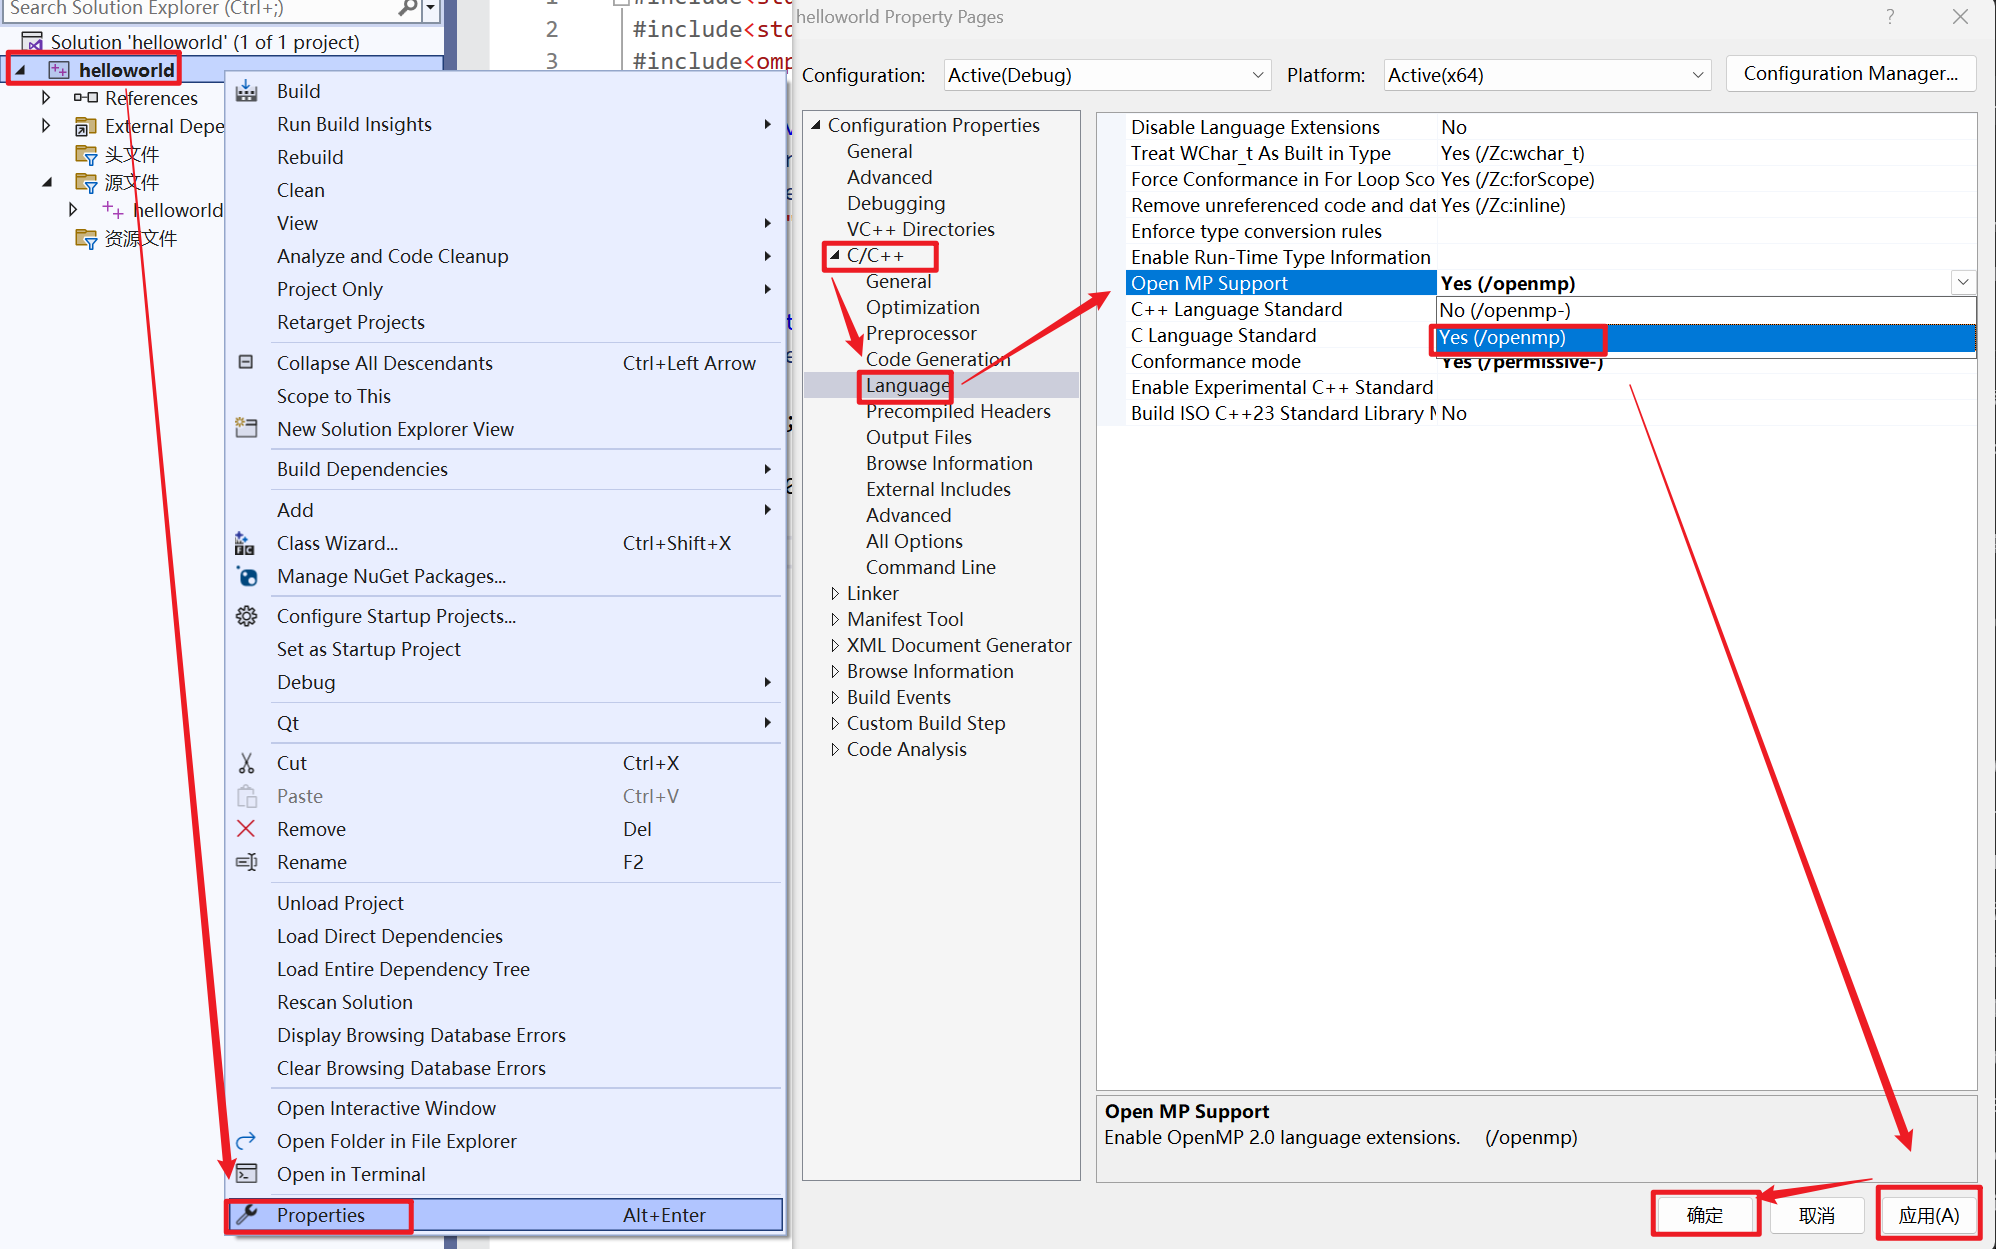 Search Solution Explorer (Ctrl+;)
Solution 'helloworld' (1 of 1 project)
helloworld
References
External Depe
头文件
源文件
helloworld
资源文件
1
2 #include<std
3 #include<omp
Build
Run Build Insights
Rebuild
Clean
View
Analyze and Code Cleanup
Project Only
Retarget Projects
Collapse All Descendants Ctrl+Left Arrow
Scope to This
New Solution Explorer View
Build Dependencies
Add
Class Wizard... Ctrl+Shift+X
Manage NuGet Packages...
Configure Startup Projects...
Set as Startup Project
Debug
Qt
Cut Ctrl+X
Paste Ctrl+V
Remove Del
Rename F2
Unload Project
Load Direct Dependencies
Load Entire Dependency Tree
Rescan Solution
Display Browsing Database Errors
Clear Browsing Database Errors
Open Interactive Window
Open Folder in File Explorer
Open in Terminal
Properties Alt+Enter
helloworld Property Pages
Configuration: Active(Debug) Platform: Active(x64) Configuration Manager...
Configuration Properties
General
Advanced
Debugging
VC++ Directories
C/C++
General
Optimization
Preprocessor
Code Generation
Language
Precompiled Headers
Output Files
Browse Information
External Includes
Advanced
All Options
Command Line
Linker
Manifest Tool
XML Document Generator
Browse Information
Build Events
Custom Build Step
Code Analysis
Disable Language Extensions No
Treat WChar_t As Built in Type Yes (/Zc:wchar_t)
Force Conformance in For Loop Sco Yes (/Zc:forScope)
Remove unreferenced code and dat Yes (/Zc:inline)
Enforce type conversion rules
Enable Run-Time Type Information
Open MP Support Yes (/openmp)
C++ Language Standard No (/openmp-)
C Language Standard Yes (/openmp)
Conformance mode Yes (/permissive-)
Enable Experimental C++ Standard
Build ISO C++23 Standard Library M No
Open MP Support
Enable OpenMP 2.0 language extensions. (/openmp)
确定 取消 应用(A)